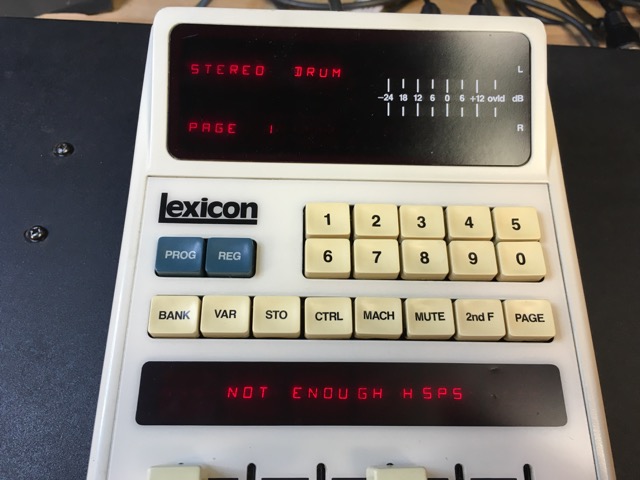 STEREO DRUM
L
-24 18 12 6 0 6 +12 ovld dB
PAGE 1
R
lexicon
1 2 3 4 5
PROG REG
6 7 8 9 0
BANK VAR STO CTRL MACH MUTE 2nd F PAGE
NOT ENOUGH HSPS